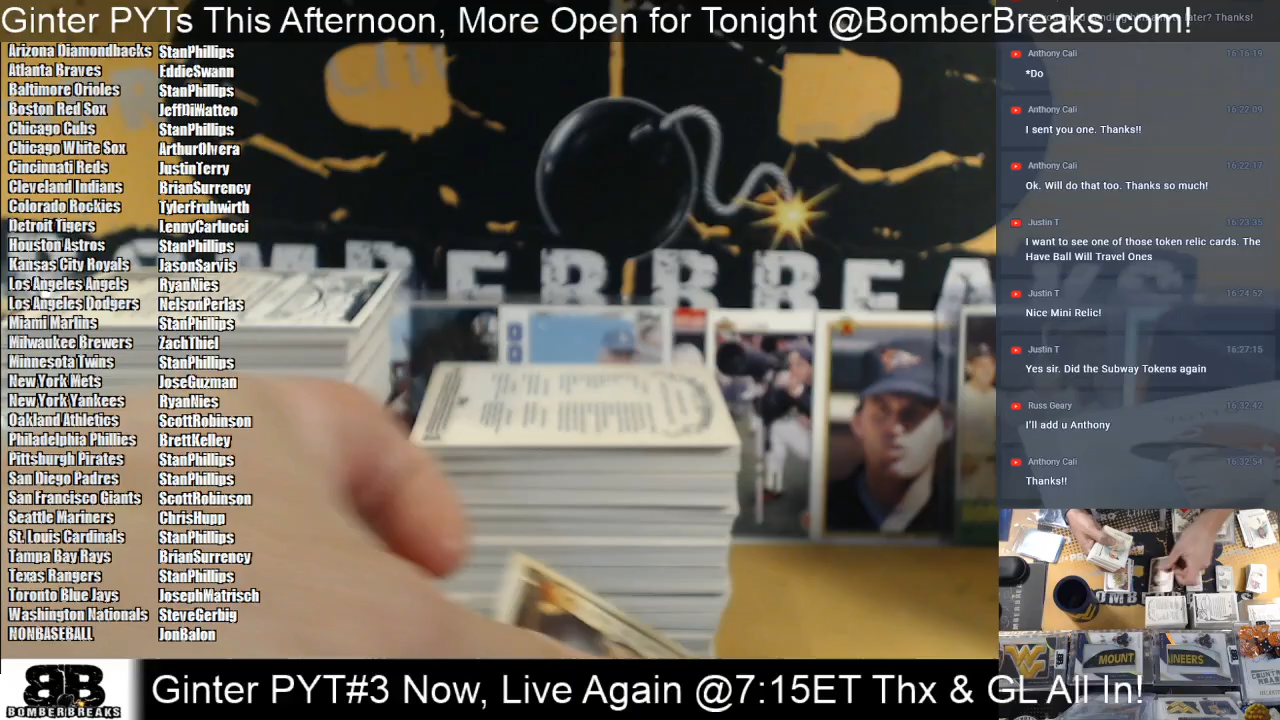 Ginter PYTs This Afternoon, More Open for Tonight @BomberBreaks.com!
Arizona Diamondbacks StanPhillips
Atlanta Braves EddieSwann
Baltimore Orioles StanPhillips
Boston Red Sox JeffDiMatteo
Chicago Cubs StanPhillips
Chicago White Sox ArthurOlvera
Cincinnati Reds JustinTerry
Cleveland Indians BrianSurrency
Colorado Rockies TylerFruhwirth
Detroit Tigers LennyCarlucci
Houston Astros StanPhillips
Kansas City Royals JasonSarvis
Los Angeles Angels RyanNies
Los Angeles Dodgers NelsonPerlas
Miami Marlins StanPhillips
Milwaukee Brewers ZachThiel
Minnesota Twins StanPhillips
New York Mets JoseGuzman
New York Yankees RyanNies
Oakland Athletics ScottRobinson
Philadelphia Phillies BrettKelley
Pittsburgh Pirates StanPhillips
San Diego Padres StanPhillips
San Francisco Giants ScottRobinson
Seattle Mariners ChrisHupp
St. Louis Cardinals StanPhillips
Tampa Bay Rays BrianSurrency
Texas Rangers StanPhillips
Toronto Blue Jays JosephMatrisch
Washington Nationals SteveGerbig
NONBASEBALL JonBalon
later? Thanks!
Anthony Cali 16:16:19
*Do
Anthony Cali 16:22:09
I sent you one. Thanks!!
Anthony Cali 16:22:17
Ok. Will do that too. Thanks so much!
Justin T 16:23:35
I want to see one of those token relic cards. The
Have Ball Will Travel Ones
Justin T 16:24:52
Nice Mini Relic!
Justin T 16:27:15
Yes sir. Did the Subway Tokens again
Russ Geary 16:32:42
I'll add u Anthony
Anthony Cali 16:32:54
Thanks!!
MOUNT AINEERS
BB
BOMBERBREAKS
Ginter PYT#3 Now, Live Again @7:15ET Thx & GL All In!